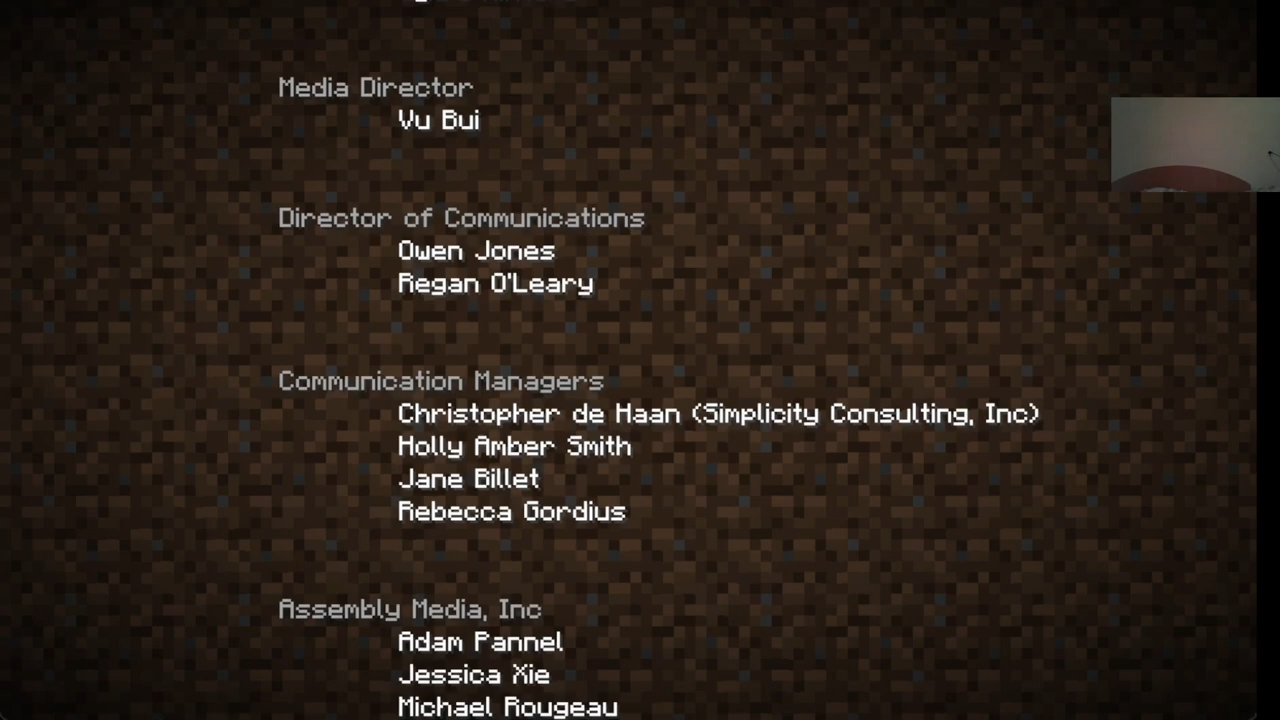 Media Director
Vu Bui
Director of Communications
Owen Jones
Regan O'Leary
Communication Managers
Christopher de Haan (Simplicity Consulting, Inc)
Holly Amber Smith
Jane Billet
Rebecca Gordius
Assembly Media, Inc
Adam Pannel
Jessica Xie
Michael Rougeau